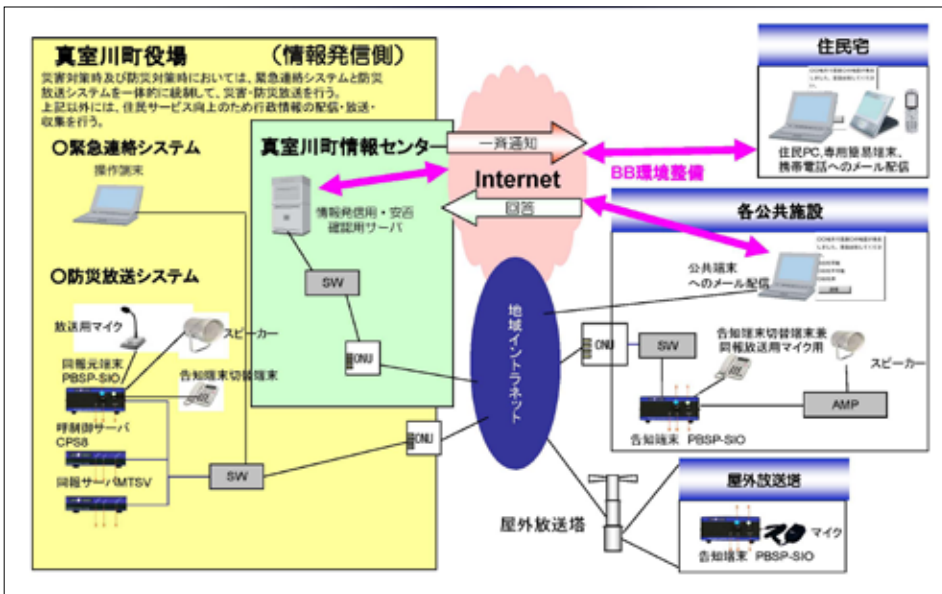 真室川町役場　（情報発信側）
災害対策時及び防災対策時においては、緊急連絡システムと防災
放送システムを一体的に統制して、災害・防災放送を行う。
上記以外には、住民サービス向上のため行政情報の配信・放送・
収集を行う。
〇緊急連絡システム
操作端末
〇防災放送システム
放送用マイク
スピーカー
同報元端末
PBSP-SIO
告知端末切替端末
呼制御サーバ
CPS8
同報サーバMTSV
SW
ONU
真室川町情報センタ
情報発信用・安否
確認用サーバ
SW
ONU
一斉通知
Internet
回答
BB環境整備
地域イントラネット
住民宅
住民PC、専用簡易端末、
携帯電話へのメール配信
各公共施設
公共端末
へのメール配信
ONU
SW
告知端末切替端末兼
同報放送用マイク用
スピーカー
AMP
告知端末 PBSP-SIO
屋外放送塔
屋外放送塔
マイク
告知端末 PBSP-SIO